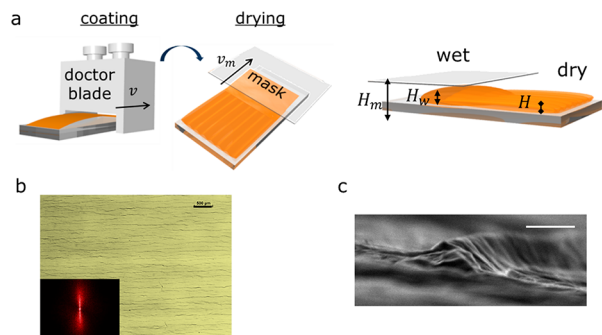 a
coating
drying
doctor
blade
v
v_m
mask
wet
dry
H_m
H_w
H
b
c